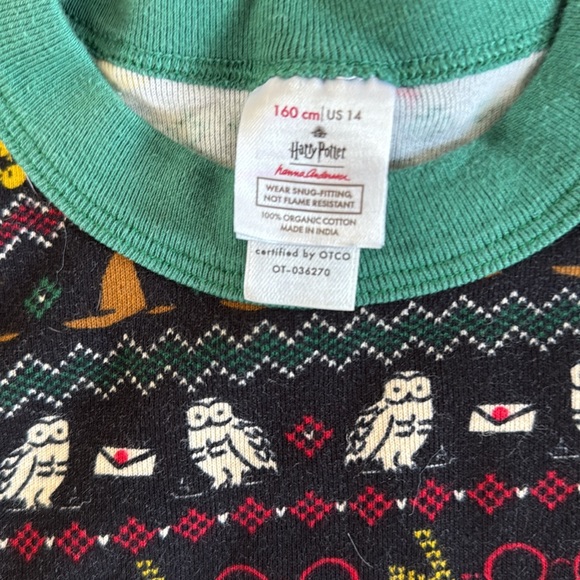 160 cm | US 14
Harry Potter
Hanna Andersson
WEAR SNUG-FITTING,
NOT FLAME RESISTANT
100% ORGANIC COTTON
MADE IN INDIA
certified by OTCO
OT-036270